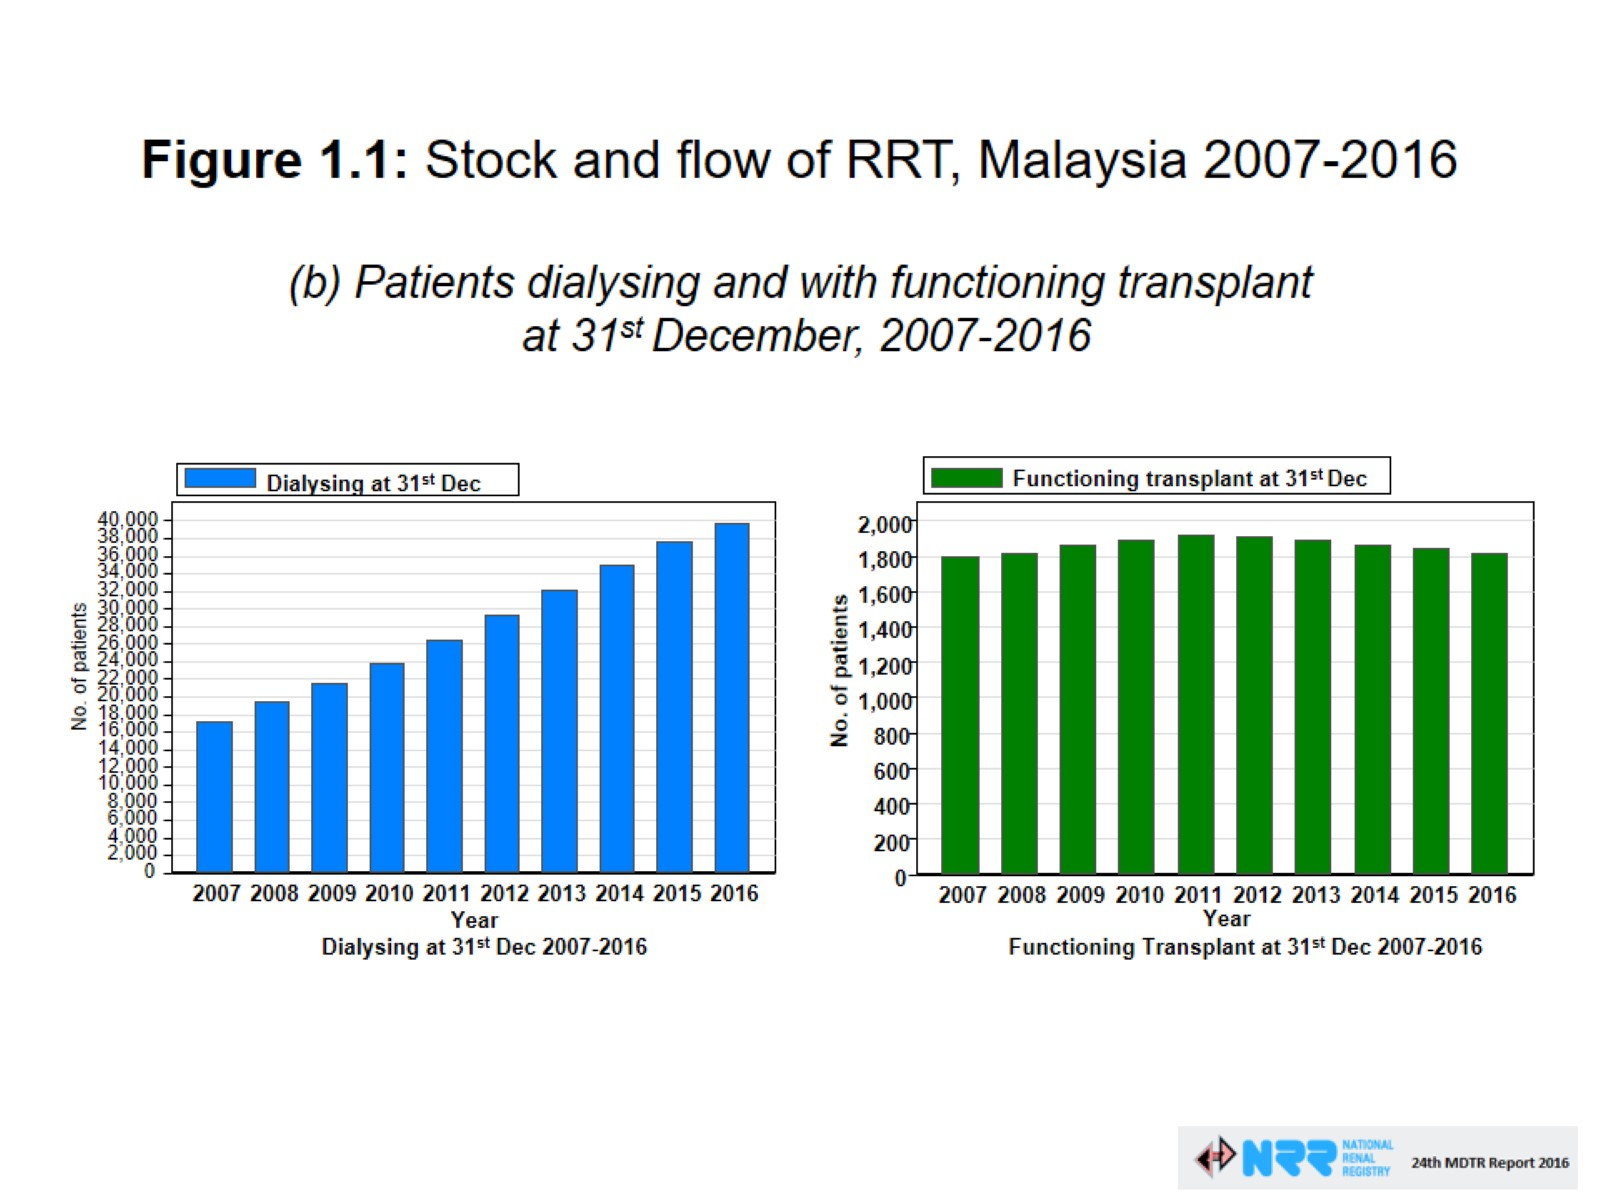 Figure 1.1: Stock and flow of RRT, Malaysia 2007-2016
(b) Patients dialysing and with functioning transplant
at 31st December, 2007-2016
Dialysing at 31st Dec
No. of patients
40,000
38,000
36,000
34,000
32,000
30,000
28,000
26,000
24,000
22,000
20,000
18,000
16,000
14,000
12,000
10,000
8,000
6,000
4,000
2,000
0
2007 2008 2009 2010 2011 2012 2013 2014 2015 2016
Year
Dialysing at 31st Dec 2007-2016
Functioning transplant at 31st Dec
No. of patients
2,000
1,800
1,600
1,400
1,200
1,000
800
600
400
200
0
2007 2008 2009 2010 2011 2012 2013 2014 2015 2016
Year
Functioning Transplant at 31st Dec 2007-2016
NRR
NATIONAL
RENAL
REGISTRY
24th MDTR Report 2016